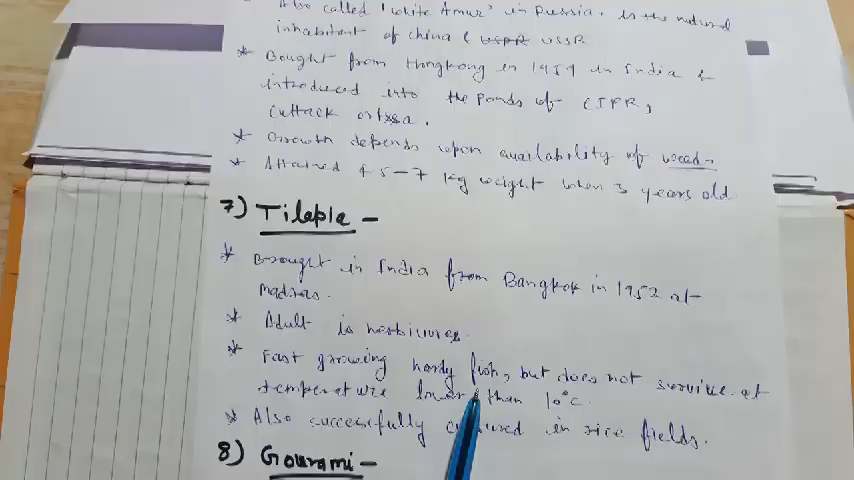 Also called 'White Amur' in Russia. Is the natural
inhabitant of china & USSR
* Bought from Hongkong in 1959 in India &
introduced into the ponds of CIFR,
Cuttack orissa.
* Growth depends upon availability of weeds
* Attained 4 5-7 kg weight when 3 years old
7) Tilapia -
* Brought in India from Bangkok in 1952 at
Madras.
* Adult is herbivores.
* Fast growing hardy fish, but does not survive at
temperature lower than 10°c.
* Also successfully in rice fields.
8) Gourami -